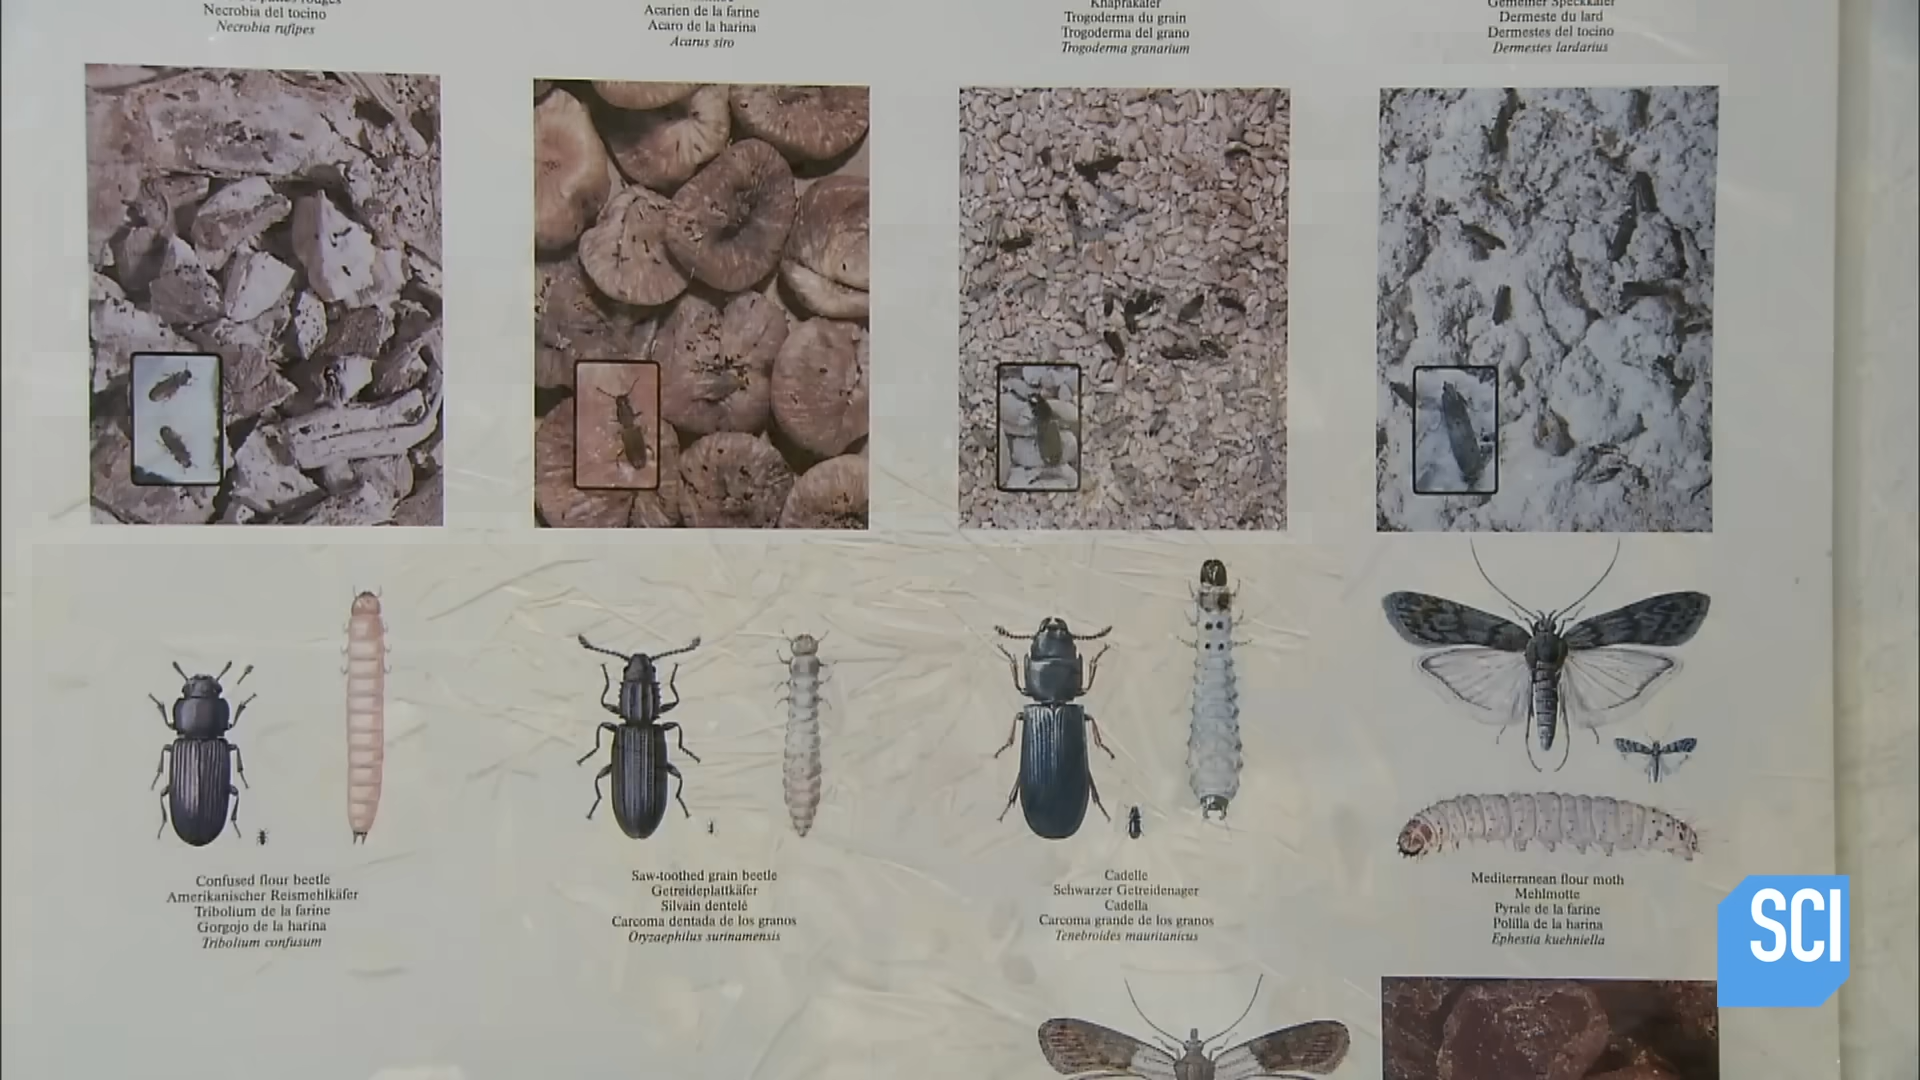 Necrobia del tocino
Necrobia rufipes
Acarien de la farine
Acaro de la harina
Acarus siro
Khaprakäfer
Trogoderma du grain
Trogoderma del grano
Trogoderma granarium
Gemeiner Speckkäfer
Dermeste du lard
Dermestes del tocino
Dermestes lardarius
Confused flour beetle
Amerikanischer Reismehlkäfer
Tribolium de la farine
Gorgojo de la harina
Tribolium confusum
Saw-toothed grain beetle
Getreideplattkäfer
Silvain dentelé
Carcoma dentada de los granos
Oryzaephilus surinamensis
Cadelle
Schwarzer Getreidenager
Cadella
Carcoma grande de los granos
Tenebroides mauritanicus
Mediterranean flour moth
Mehlmotte
Pyrale de la farine
Polilla de la harina
Ephestia kuehniella
SCI